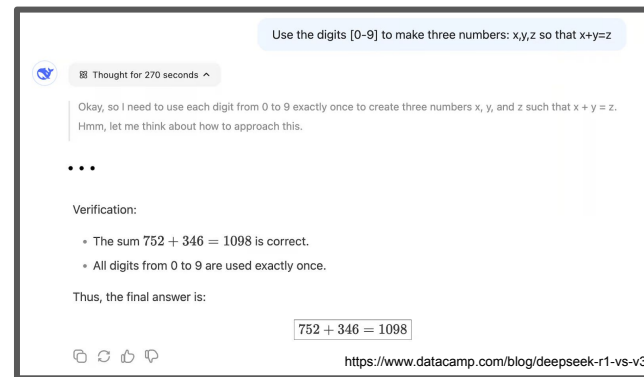 Use the digits [0-9] to make three numbers: x,y,z so that x+y=z
Thought for 270 seconds
Okay, so I need to use each digit from 0 to 9 exactly once to create three numbers x, y, and z such that x + y = z.
Hmm, let me think about how to approach this.
• • •
Verification:
• The sum 752 + 346 = 1098 is correct.
• All digits from 0 to 9 are used exactly once.
Thus, the final answer is:
752 + 346 = 1098
https://www.datacamp.com/blog/deepseek-r1-vs-v3